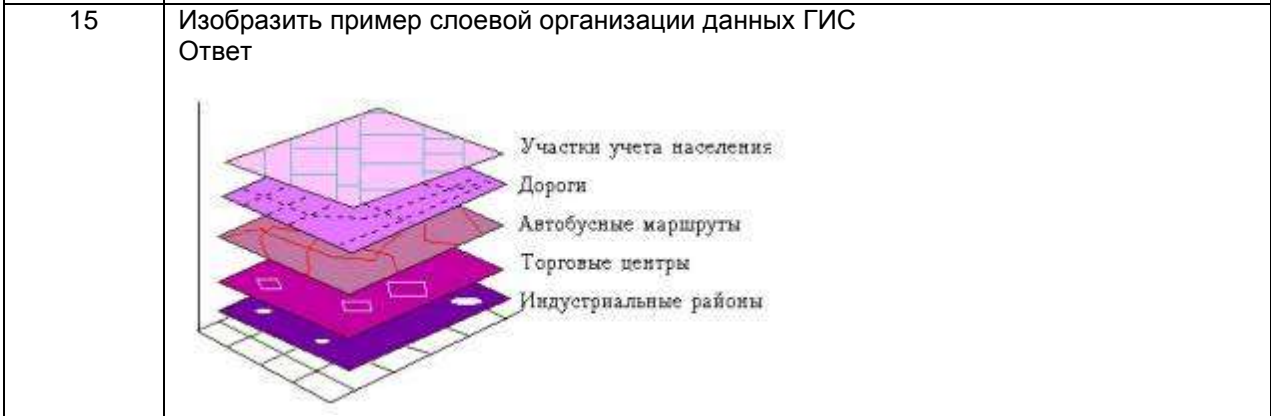 15
Изобразить пример слоевой организации данных ГИС
Ответ
Участки учета населения
Дороги
Автобусные маршруты
Торговые центры
Индустриальные районы